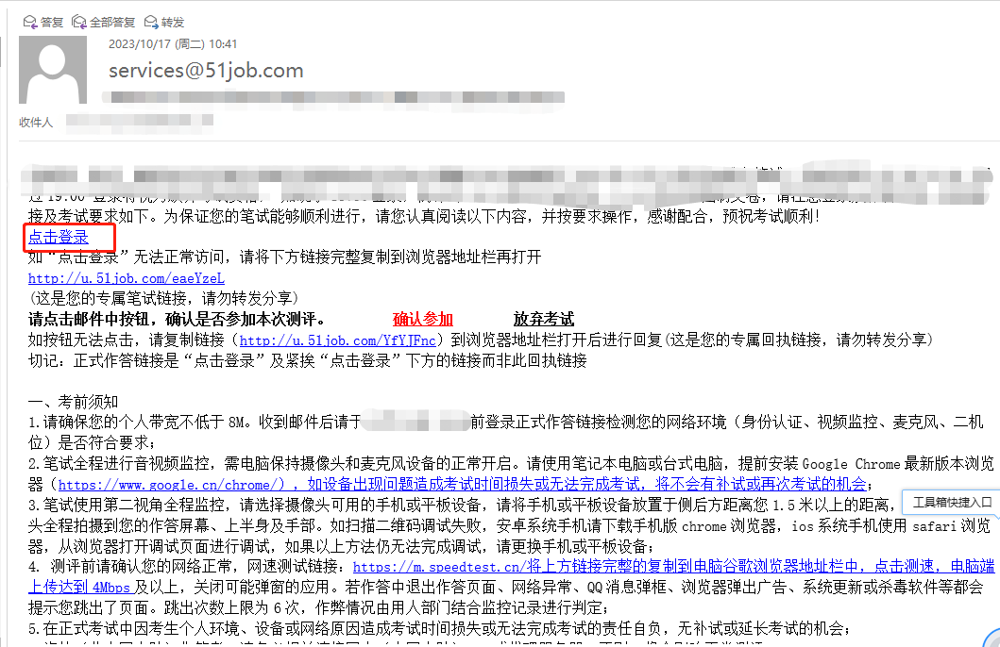 答复 全部答复 转发
2023/10/17 (周二) 10:41
services@51job.com
收件人
接及考试要求如下。为保证您的笔试能够顺利进行，请您认真阅读以下内容，并按要求操作，感谢配合，预祝考试顺利！
点击登录
如“点击登录”无法正常访问，请将下方链接完整复制到浏览器地址栏再打开
http://u.51job.com/eaeYzeL
(这是您的专属笔试链接，请勿转发分享)
请点击邮件中按钮，确认是否参加本次测评。 确认参加 放弃考试
如按钮无法点击，请复制链接（http://u.51job.com/YfYJFnc）到浏览器地址栏打开后进行回复(这是您的专属回执链接，请勿转发分享)
切记：正式作答链接是“点击登录”及紧挨“点击登录”下方的链接而非此回执链接
一、考前须知
1.请确保您的个人带宽不低于 8M。收到邮件后请于 前登录正式作答链接检测您的网络环境（身份认证、视频监控、麦克风、二机
位）是否符合要求；
2.笔试全程进行音视频监控，需电脑保持摄像头和麦克风设备的正常开启。请使用笔记本电脑或台式电脑，提前安装 Google Chrome 最新版本浏览
器（https://www.google.cn/chrome/），如设备出现问题造成考试时间损失或无法完成考试，将不会有补试或再次考试的机会；
3.笔试使用第二视角全程监控，请选择摄像头可用的手机或平板设备，请将手机或平板设备放置于侧后方距离您 1.5 米以上的距离， 工具箱快捷入口
头全程拍摄到您的作答屏幕、上半身及手部。如扫描二维码调试失败，安卓系统手机请下载手机版 chrome 浏览器，ios 系统手机使用 safari 浏览
器，从浏览器打开调试页面进行调试，如果以上方法仍无法完成调试，请更换手机或平板设备；
4. 测评前请确认您的网络正常，网速测试链接：https://m.speedtest.cn/将上方链接完整的复制到电脑谷歌浏览器地址栏中，点击测速，电脑端
上传达到 4Mbps 及以上，关闭可能弹窗的应用。若作答中退出作答页面、网络异常、QQ 消息弹框、浏览器弹出广告、系统更新或杀毒软件等都会
提示您跳出了页面。跳出次数上限为 6 次，作弊情况由用人部门结合监控记录进行判定；
5.在正式考试中因考生个人环境、设备或网络原因造成考试时间损失或无法完成考试的责任自负，无补试或延长考试的机会；